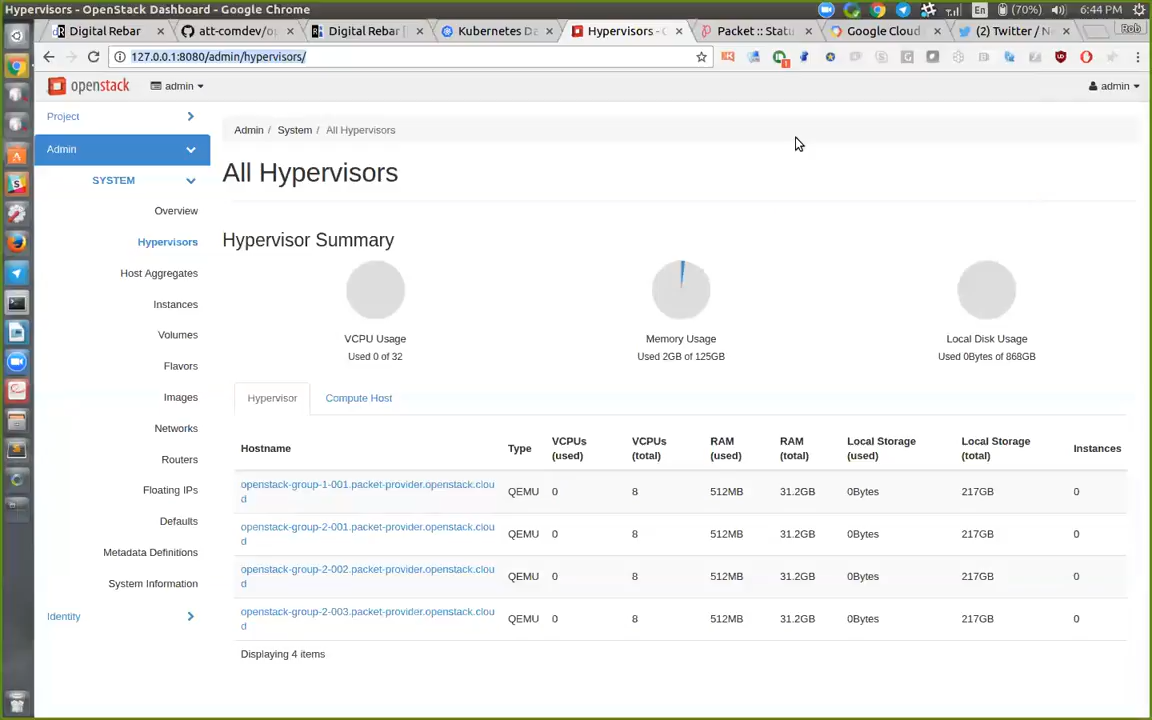 Hypervisors - OpenStack Dashboard - Google Chrome
En (70%) 6:44 PM
Digital Rebar
att-comdev/op
Digital Rebar
Kubernetes Da
Hypervisors -
Packet :: Statu
Google Cloud
(2) Twitter / N
Rob
127.0.0.1:8080/admin/hypervisors/
openstack
admin
admin
Project
Admin
SYSTEM
Overview
Hypervisors
Host Aggregates
Instances
Volumes
Flavors
Images
Networks
Routers
Floating IPs
Defaults
Metadata Definitions
System Information
Identity
Admin / System / All Hypervisors
All Hypervisors
Hypervisor Summary
VCPU Usage
Used 0 of 32
Memory Usage
Used 2GB of 125GB
Local Disk Usage
Used 0Bytes of 868GB
Hypervisor Compute Host
Hostname Type VCPUs (used) VCPUs (total) RAM (used) RAM (total) Local Storage (used) Local Storage (total) Instances
openstack-group-1-001.packet-provider.openstack.clou
d
QEMU 0 8 512MB 31.2GB 0Bytes 217GB 0
openstack-group-2-001.packet-provider.openstack.clou
d
QEMU 0 8 512MB 31.2GB 0Bytes 217GB 0
openstack-group-2-002.packet-provider.openstack.clou
d
QEMU 0 8 512MB 31.2GB 0Bytes 217GB 0
openstack-group-2-003.packet-provider.openstack.clou
d
QEMU 0 8 512MB 31.2GB 0Bytes 217GB 0
Displaying 4 items